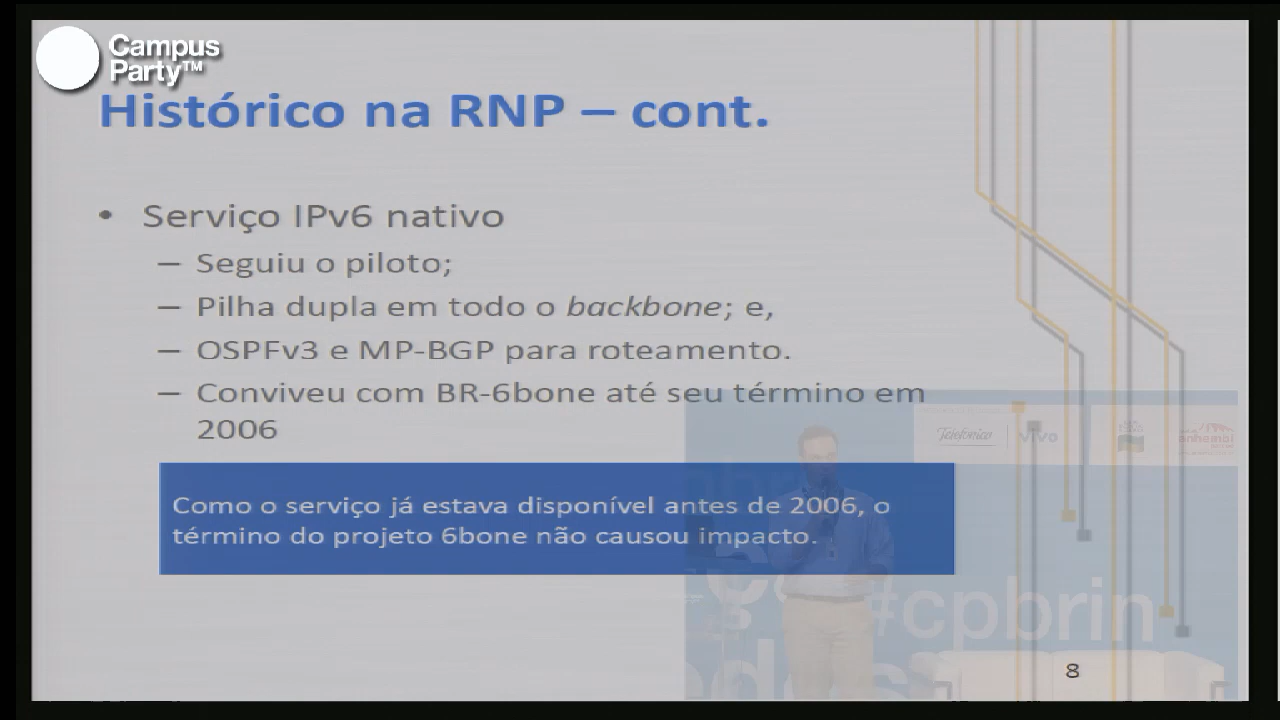 Campus
Party™
Histórico na RNP – cont.
• Serviço IPv6 nativo
– Seguiu o piloto;
– Pilha dupla em todo o backbone; e,
– OSPFv3 e MP-BGP para roteamento.
– Conviveu com BR-6bone até seu término em
2006
Telefonica vivo
Como o serviço já estava disponível antes de 2006, o
término do projeto 6bone não causou impacto.
#cpbrin
8